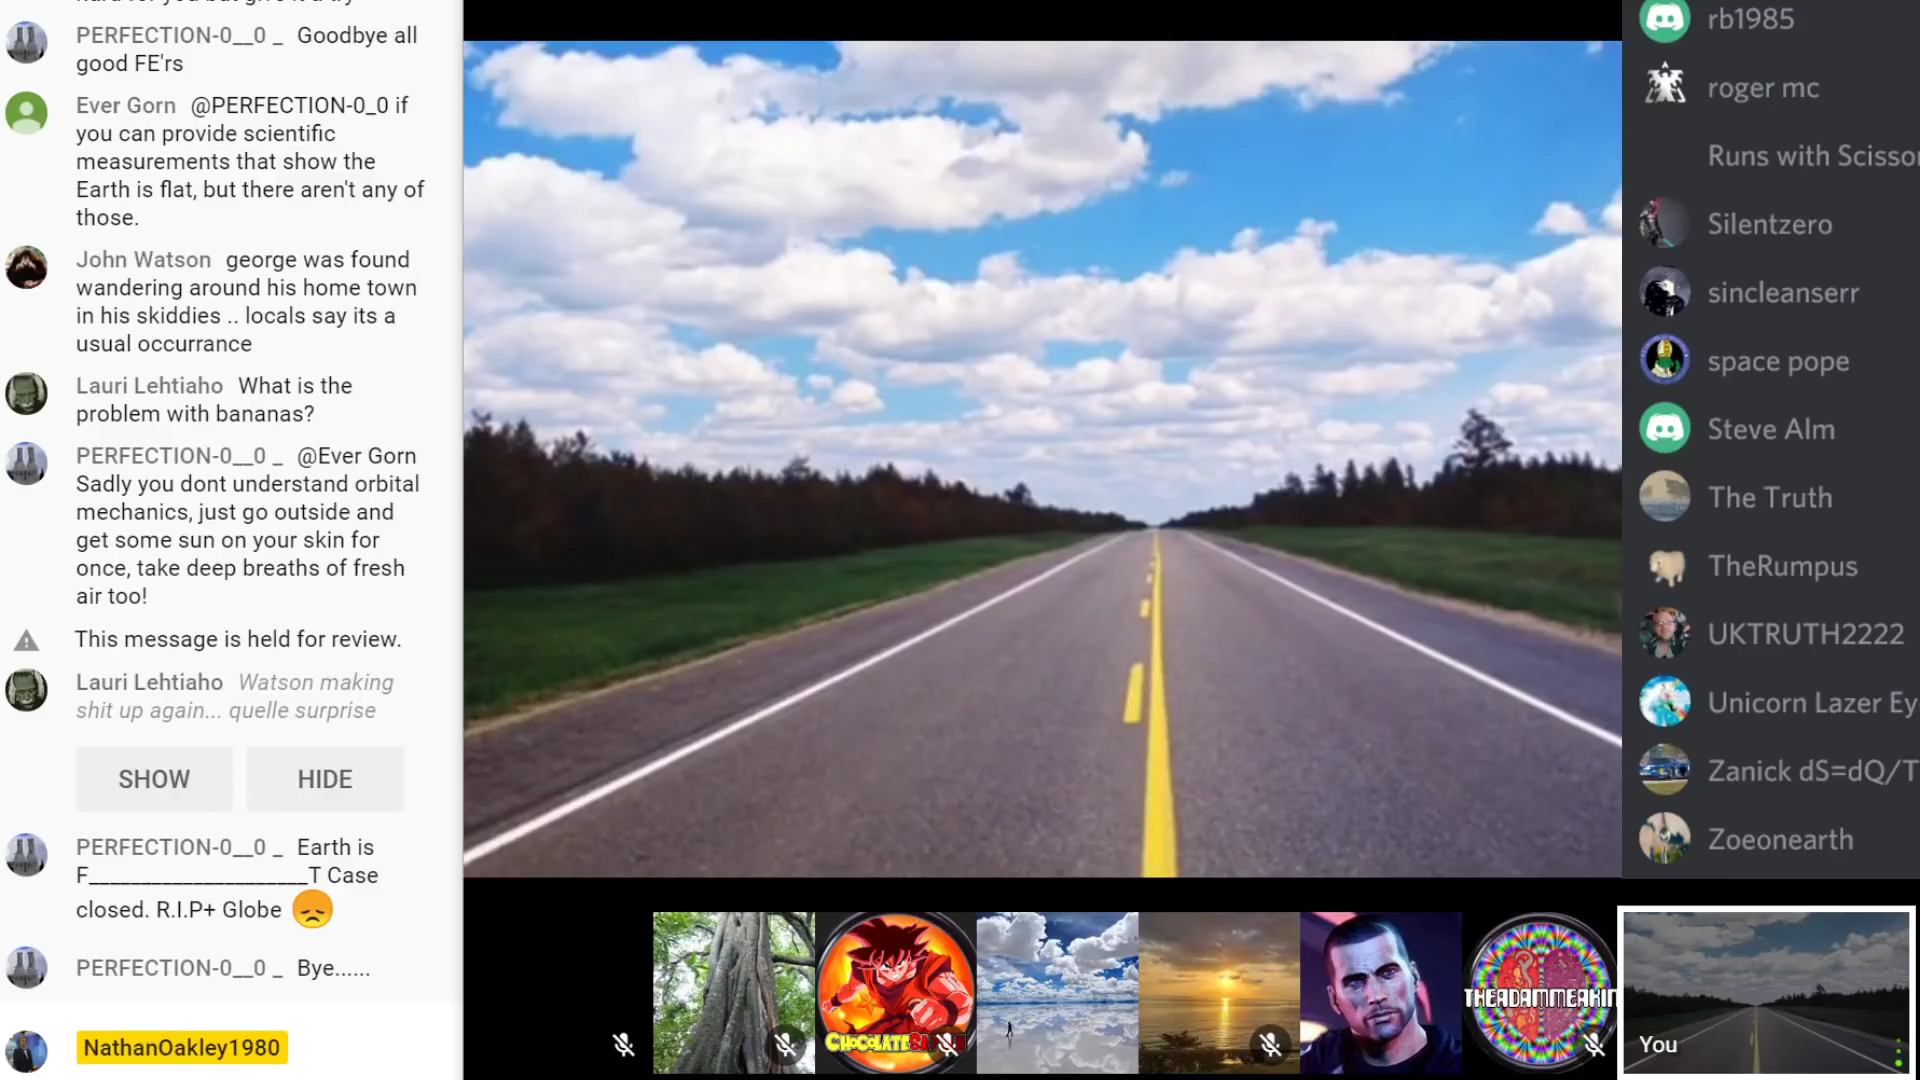 PERFECTION-0__0 _ Goodbye all
good FE'rs
Ever Gorn @PERFECTION-0_0 if
you can provide scientific
measurements that show the
Earth is flat, but there aren't any of
those.
John Watson george was found
wandering around his home town
in his skiddies .. locals say its a
usual occurrance
Lauri Lehtiaho What is the
problem with bananas?
PERFECTION-0__0 _ @Ever Gorn
Sadly you dont understand orbital
mechanics, just go outside and
get some sun on your skin for
once, take deep breaths of fresh
air too!
This message is held for review.
Lauri Lehtiaho Watson making
shit up again... quelle surprise
SHOW HIDE
PERFECTION-0__0 _ Earth is
F____________________T Case
closed. R.I.P+ Globe
PERFECTION-0__0 _ Bye......
NathanOakley1980
rb1985
roger mc
Runs with Scissor
Silentzero
sincleanserr
space pope
Steve Alm
The Truth
TheRumpus
UKTRUTH2222
Unicorn Lazer Ey
Zanick dS=dQ/T
Zoeonearth
You